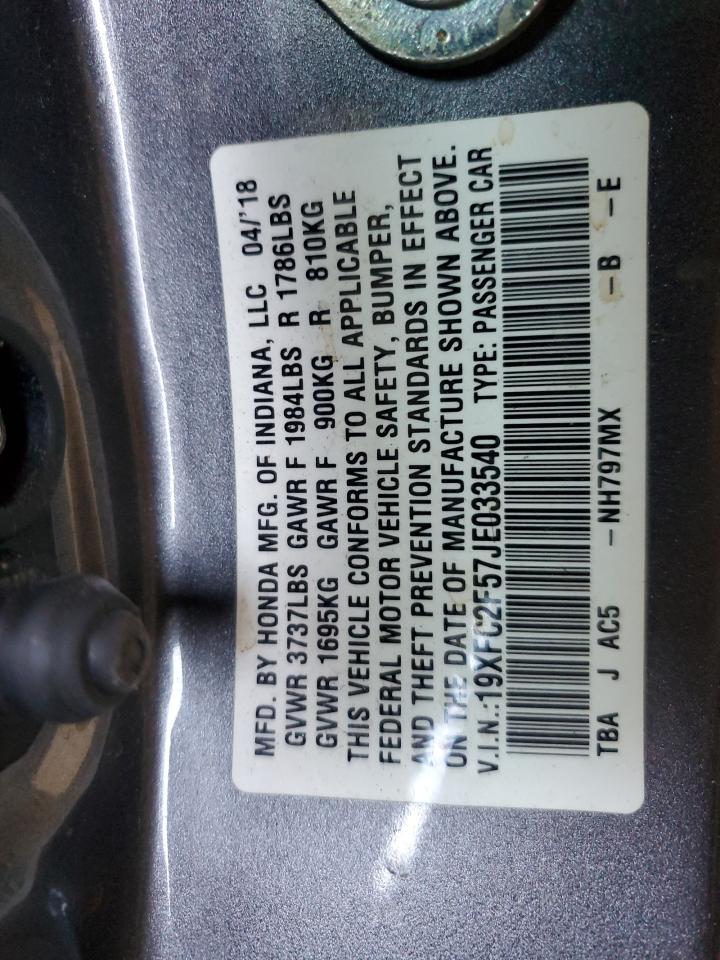 MFD. BY HONDA MFG. OF INDIANA, LLC 04/'18
GVWR 3737LBS GAWR F 1984LBS R 1786LBS
GVWR 1695KG GAWR F 900KG R 810KG
THIS VEHICLE CONFORMS TO ALL APPLICABLE
FEDERAL MOTOR VEHICLE SAFETY, BUMPER,
AND THEFT PREVENTION STANDARDS IN EFFECT
ON THE DATE OF MANUFACTURE SHOWN ABOVE.
V.I.N.:19XFC2F57JE033540 TYPE: PASSENGER CAR
TBA J AC5 -NH797MX -B -E